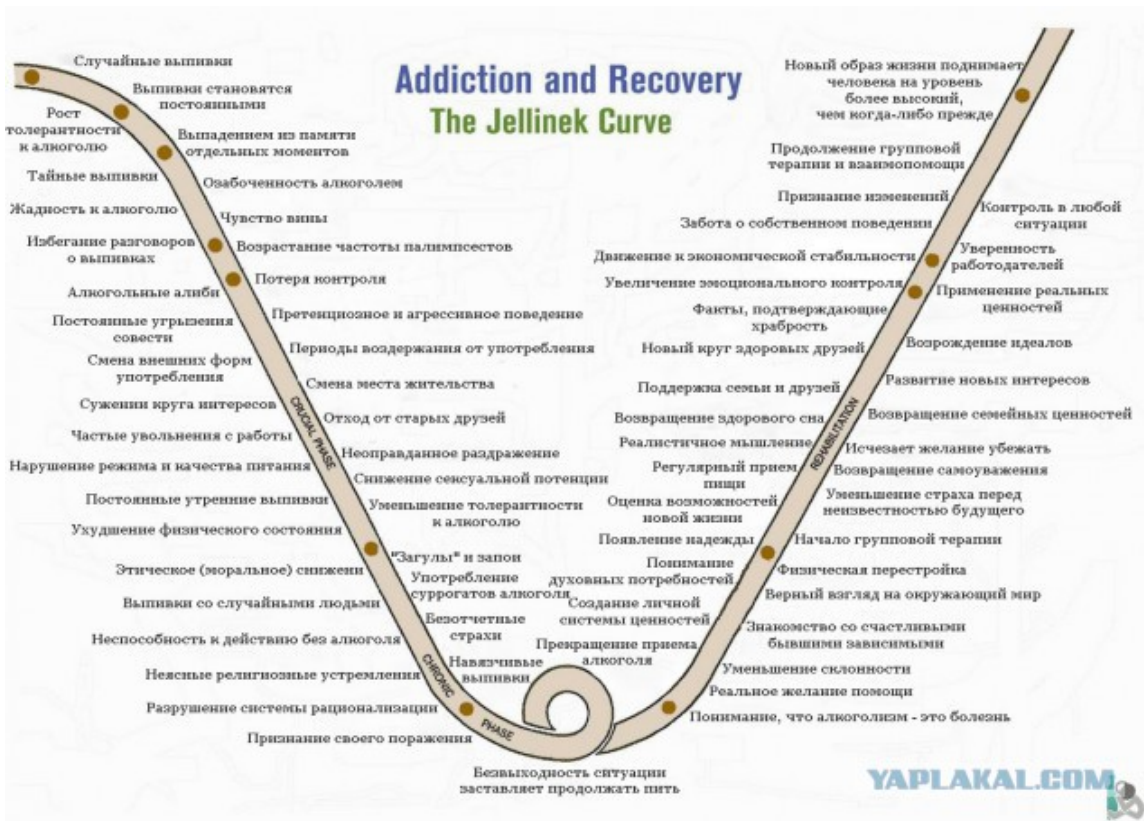 Addiction and Recovery
The Jellinek Curve
Случайные выпивки
Выпивки становятся
постоянными
Рост
толерантности
к алкоголю
Выпадением из памяти
отдельных моментов
Тайные выпивки
Озабоченность алкоголем
Жадность к алкоголю
Чувство вины
Избегание разговоров
о выпивках
Возрастание частоты палимпсестов
Потеря контроля
Алкогольные алиби
Претенциозное и агрессивное поведение
Постоянные угрызения
совести
Периоды воздержания от употребления
Смена внешних форм
употребления
Смена места жительства
Сужении круга интересов
Отход от старых друзей
CRUCIAL PHASE
Частые увольнения с работы
Неоправданное раздражение
Нарушение режима и качества питания
Снижение сексуальной потенции
Постоянные утренние выпивки
Уменьшение толерантности
к алкоголю
Ухудшение физического состояния
"Загулы" и запои
Этическое (моральное) снижени
Употребление
суррогатов алкоголя
Выпивки со случайными людьми
Безотчетные
страхи
Неспособность к действию без алкоголя
Навязчивые
выпивки
Неясные религиозные устремления
CHRONIC
PHASE
Разрушение системы рационализации
Признание своего поражения
Безвыходность ситуации
заставляет продолжать пить
Новый образ жизни поднимает
человека на уровень
более высокий,
чем когда-либо прежде
Продолжение групповой
терапии и взаимопомощи
Признание изменений
Контроль в любой
ситуации
Забота о собственном поведении
Движение к экономической стабильности
Уверенность
работодателей
Увеличение эмоционального контроля
Применение реальных
ценностей
Факты, подтверждающие
храбрость
Новый круг здоровых друзей
Возрождение идеалов
Поддержка семьи и друзей
Развитие новых интересов
Возвращение здорового сна
Возвращение семейных ценностей
REHABILITATION
Реалистичное мышление
Исчезает желание убежать
Регулярный прием
пищи
Возвращение самоуважения
Оценка возможностей
новой жизни
Уменьшение страха перед
неизвестностью будущего
Появление надежды
Начало групповой терапии
Понимание
духовных потребностей
Физическая перестройка
Создание личной
системы ценностей
Верный взгляд на окружающий мир
Прекращение приема
алкоголя
Знакомство со счастливыми
бывшими зависимыми
Уменьшение склонности
Реальное желание помощи
Понимание, что алкоголизм - это болезнь
YAPLAKAL.COM